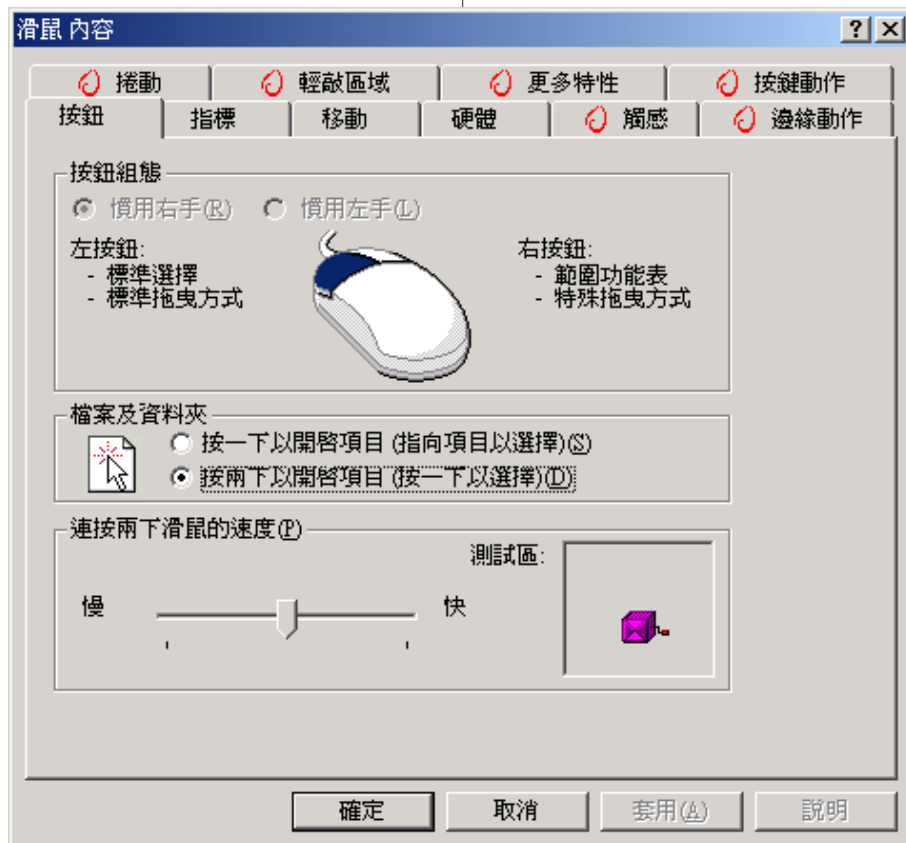 滑鼠 內容
捲動 輕敲區域 更多特性 按鍵動作
按鈕 指標 移動 硬體 觸感 邊緣動作
按鈕組態
慣用右手(R) 慣用左手(L)
左按鈕:
- 標準選擇
- 標準拖曳方式
右按鈕:
- 範圍功能表
- 特殊拖曳方式
檔案及資料夾
按一下以開啓項目 (指向項目以選擇)(S)
按兩下以開啓項目 (按一下以選擇)(D)
連按兩下滑鼠的速度(P)
測試區:
慢 快
確定 取消 套用(A) 說明